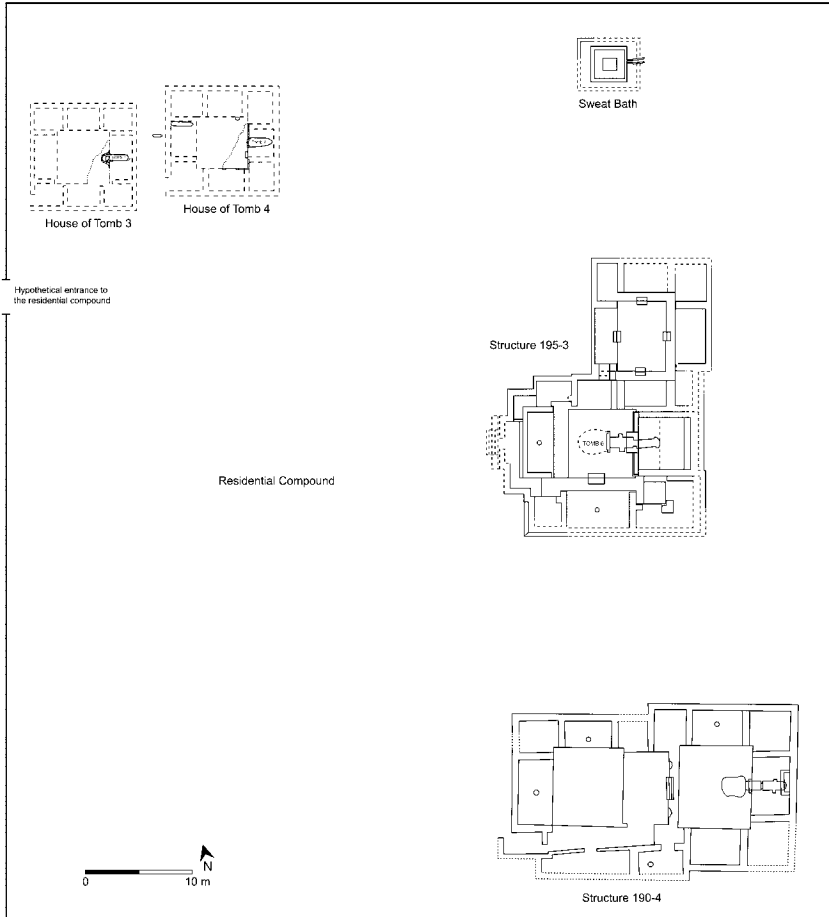 Sweat Bath
House of Tomb 3
House of Tomb 4
Hypothetical entrance to
the residential compound
Structure 195-3
TOMB 6
Residential Compound
N
0 10 m
Structure 190-4